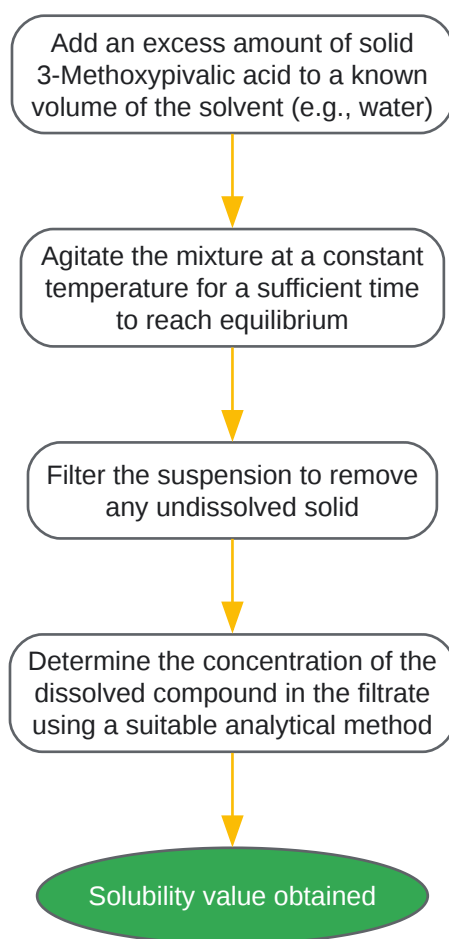 Add an excess amount of solid
3-Methoxypivalic acid to a known
volume of the solvent (e.g., water)
Agitate the mixture at a constant
temperature for a sufficient time
to reach equilibrium
Filter the suspension to remove
any undissolved solid
Determine the concentration of the
dissolved compound in the filtrate
using a suitable analytical method
Solubility value obtained